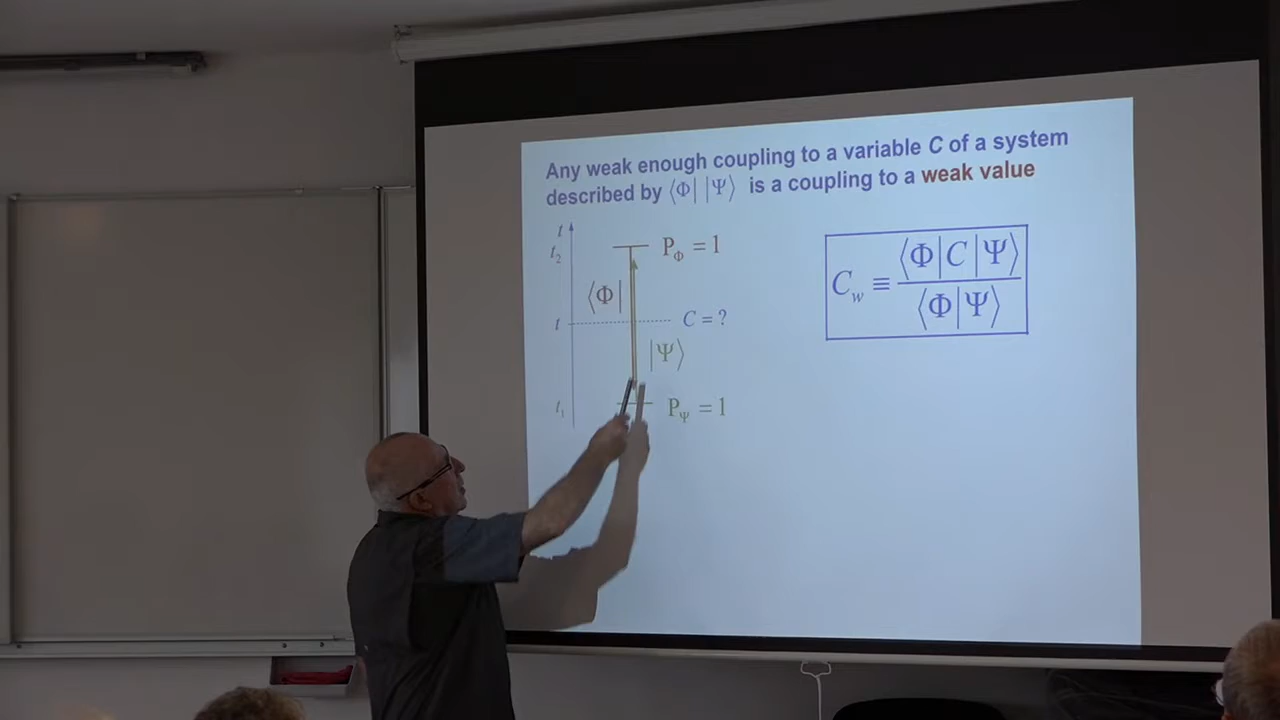 Any weak enough coupling to a variable C of a system
described by ⟨Φ| |Ψ⟩ is a coupling to a weak value
t
t₂
P_Φ = 1
⟨Φ|
C_w ≡ ⟨Φ|C|Ψ⟩ / ⟨Φ|Ψ⟩
t
C = ?
|Ψ⟩
t₁
P_Ψ = 1